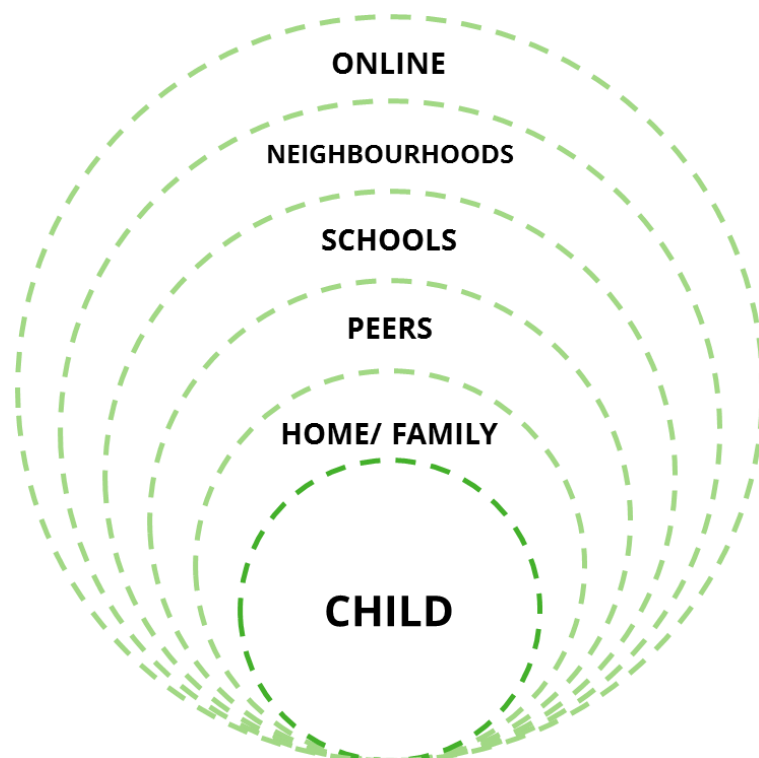 ONLINE
NEIGHBOURHOODS
SCHOOLS
PEERS
HOME/ FAMILY
CHILD